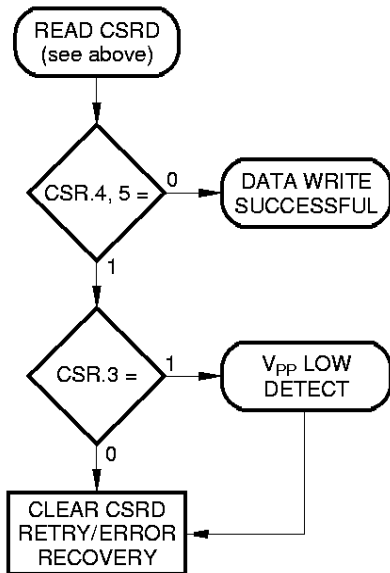 READ CSRD
(see above)
CSR.4, 5 =
0
DATA WRITE
SUCCESSFUL
1
CSR.3 =
1
VPP LOW
DETECT
0
CLEAR CSRD
RETRY/ERROR
RECOVERY